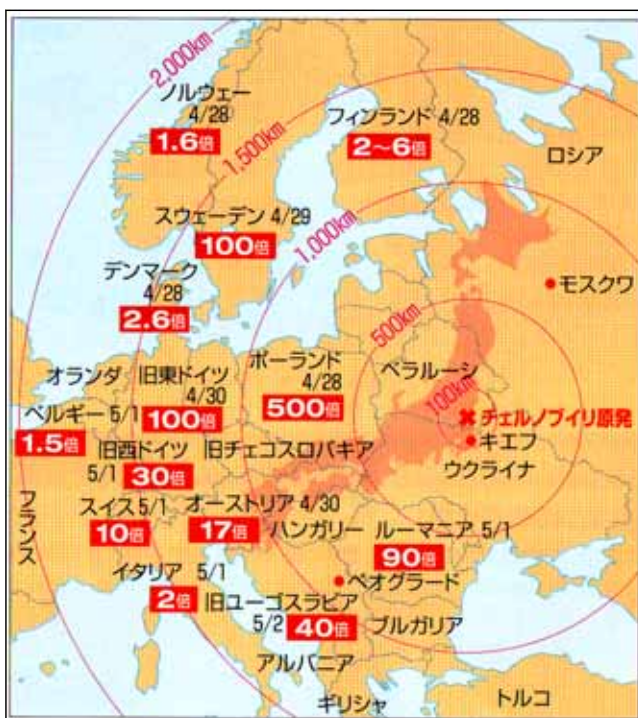 2,000km
ノルウェー
4/28
1.6倍
フィンランド 4/28
2〜6倍
1,500km
ロシア
スウェーデン 4/29
100倍
1,000km
デンマーク
4/28
2.6倍
モスクワ
500km
オランダ
旧東ドイツ
4/30
100倍
ポーランド
4/28
500倍
ベラルーシ
100km
チェルノブイリ原発
キエフ
ウクライナ
ベルギー 5/1
1.5倍
旧西ドイツ
5/1
30倍
旧チェコスロバキア
フランス
スイス 5/1
10倍
オーストリア 4/30
17倍
ハンガリー
ルーマニア 5/1
90倍
イタリア 5/1
2倍
ベオグラード
旧ユーゴスラビア
5/2
40倍
ブルガリア
アルバニア
ギリシャ
トルコ